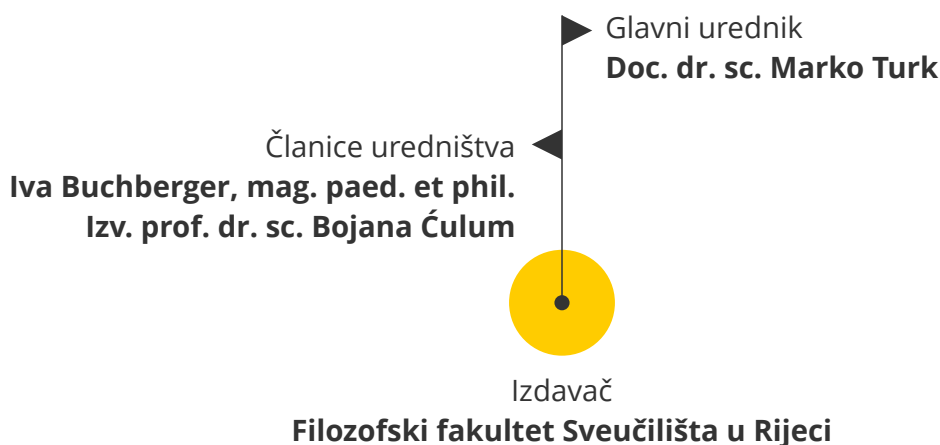 Glavni urednik
Doc. dr. sc. Marko Turk
Članice uredništva
Iva Buchberger, mag. paed. et phil.
Izv. prof. dr. sc. Bojana Ćulum
Izdavač
Filozofski fakultet Sveučilišta u Rijeci